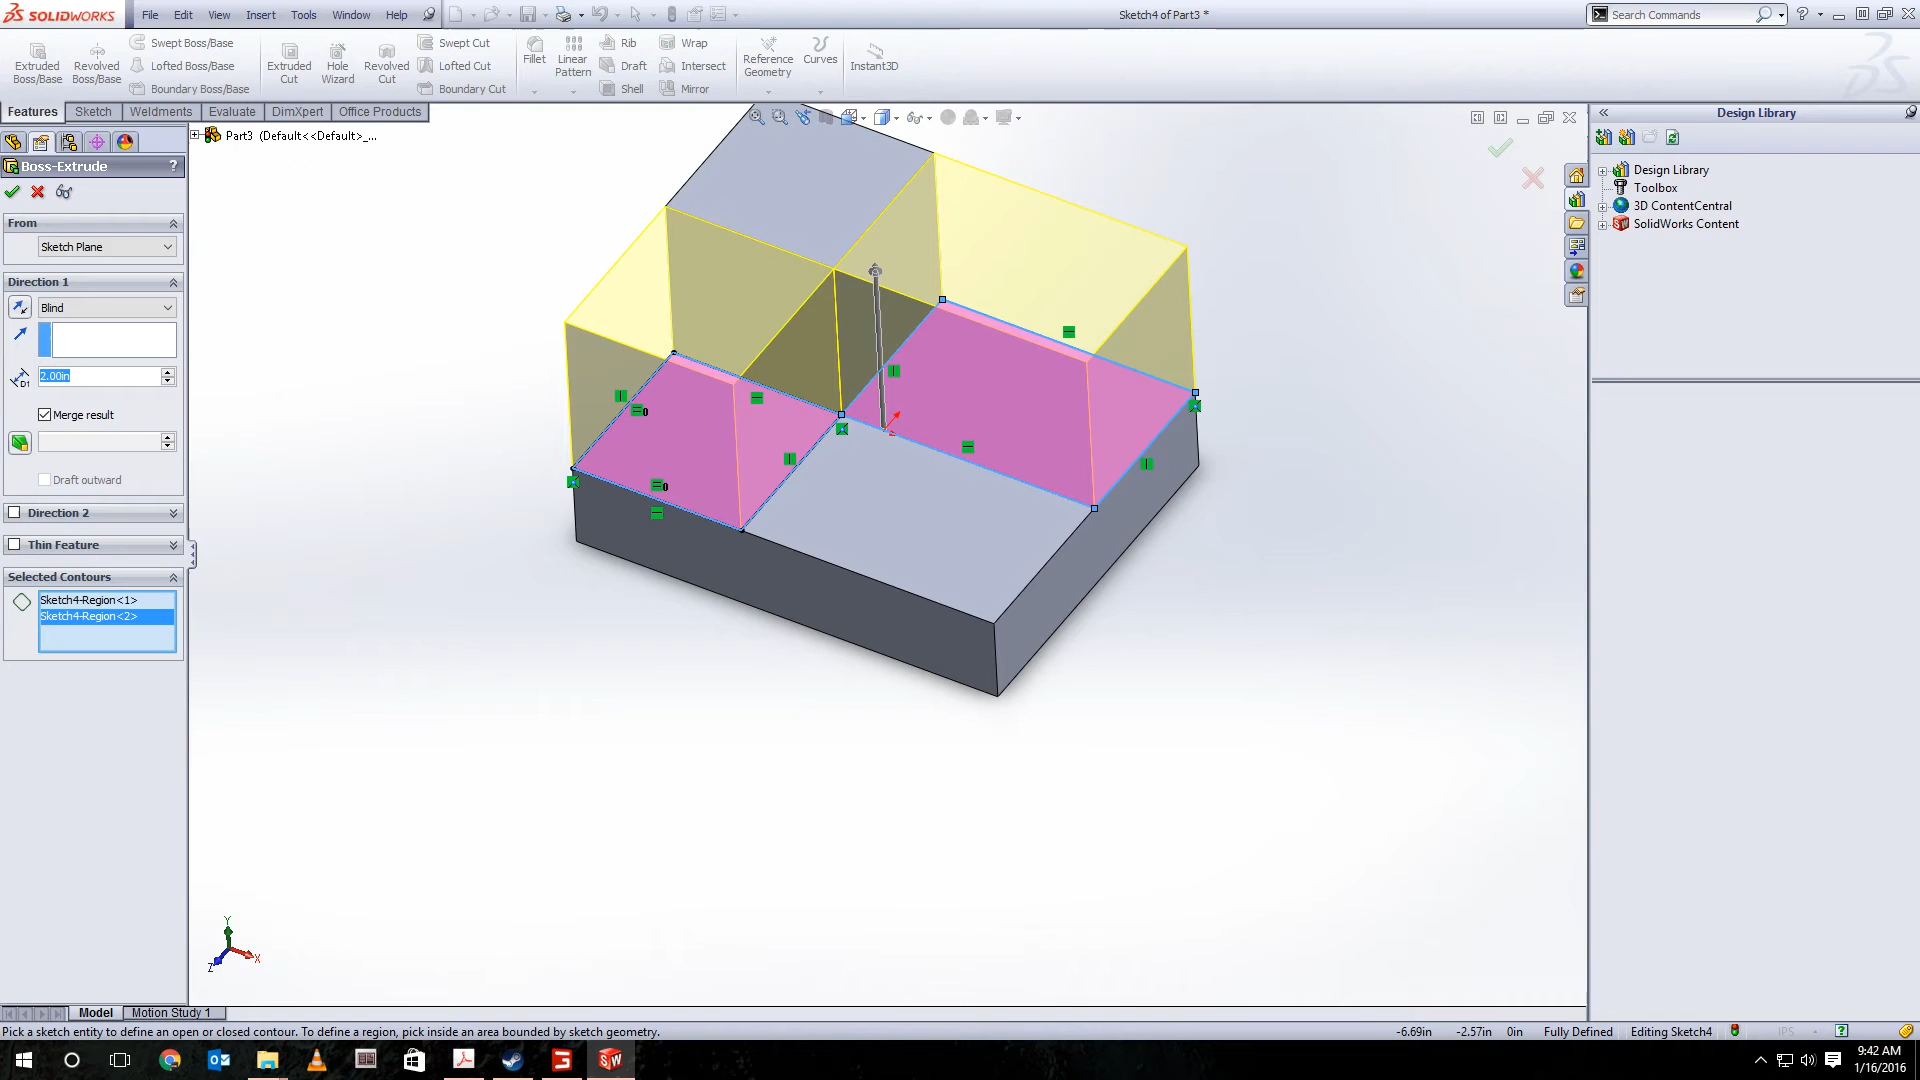 SOLIDWORKS File Edit View Insert Tools Window Help Sketch4 of Part3 * Search Commands ?
Extruded Boss/Base
Revolved Boss/Base
Swept Boss/Base
Lofted Boss/Base
Boundary Boss/Base
Extruded Cut
Hole Wizard
Revolved Cut
Swept Cut
Lofted Cut
Boundary Cut
Fillet
Linear Pattern
Rib
Draft
Shell
Wrap
Intersect
Mirror
Reference Geometry
Curves
Instant3D
Features Sketch Weldments Evaluate DimXpert Office Products
Part3 (Default<<Default>_...
Boss-Extrude ?
From
Sketch Plane
Direction 1
Blind
D1
2.00in
Merge result
Draft outward
Direction 2
Thin Feature
Selected Contours
Sketch4-Region<1>
Sketch4-Region<2>
0
0
Y
X
Z
Design Library
Design Library
Toolbox
3D ContentCentral
SolidWorks Content
Model Motion Study 1
Pick a sketch entity to define an open or closed contour. To define a region, pick inside an area bounded by sketch geometry. -6.69in -2.57in 0in Fully Defined Editing Sketch4 IPS ?
9:42 AM
1/16/2016